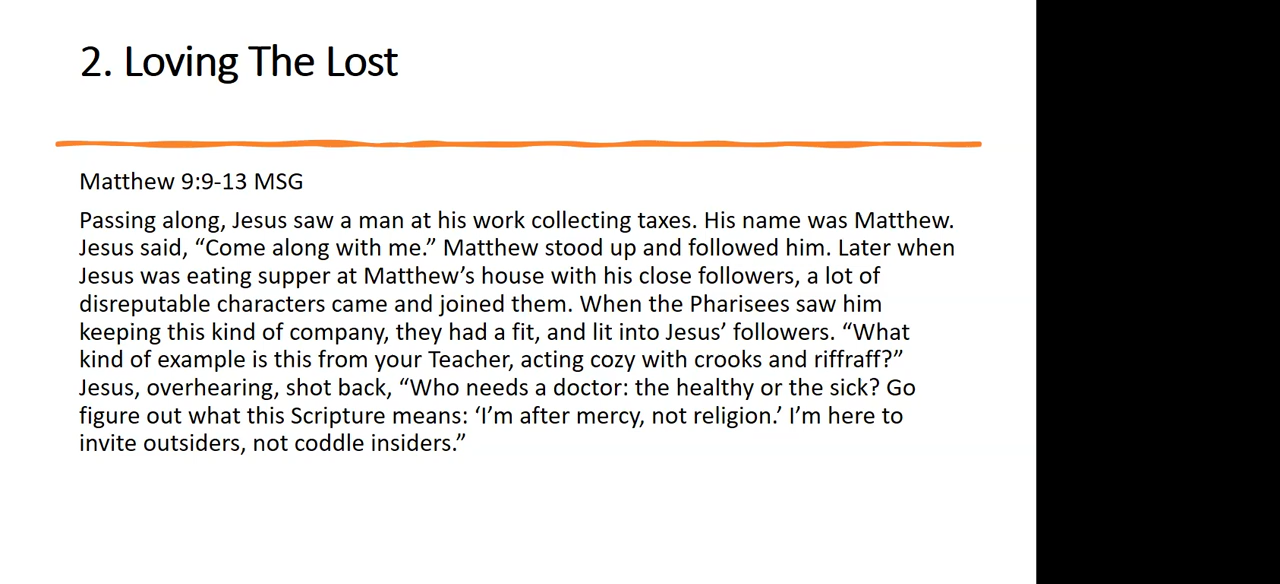 2. Loving The Lost
Matthew 9:9-13 MSG
Passing along, Jesus saw a man at his work collecting taxes. His name was Matthew.
Jesus said, “Come along with me.” Matthew stood up and followed him. Later when
Jesus was eating supper at Matthew’s house with his close followers, a lot of
disreputable characters came and joined them. When the Pharisees saw him
keeping this kind of company, they had a fit, and lit into Jesus’ followers. “What
kind of example is this from your Teacher, acting cozy with crooks and riffraff?”
Jesus, overhearing, shot back, “Who needs a doctor: the healthy or the sick? Go
figure out what this Scripture means: ‘I’m after mercy, not religion.’ I’m here to
invite outsiders, not coddle insiders.”